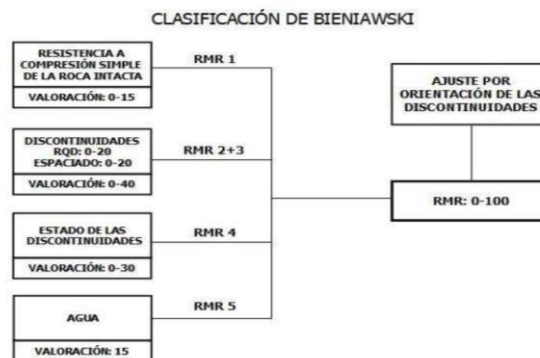 CLASIFICACIÓN DE BIENIAWSKI
RESISTENCIA A
COMPRESIÓN SIMPLE
DE LA ROCA INTACTA
VALORACIÓN: 0-15
RMR 1
DISCONTINUIDADES
RQD: 0-20
ESPACIADO: 0-20
VALORACIÓN: 0-40
RMR 2+3
ESTADO DE LAS
DISCONTINUIDADES
VALORACIÓN: 0-30
RMR 4
AGUA
VALORACIÓN: 15
RMR 5
AJUSTE POR
ORIENTACIÓN DE LAS
DISCONTINUIDADES
RMR: 0-100